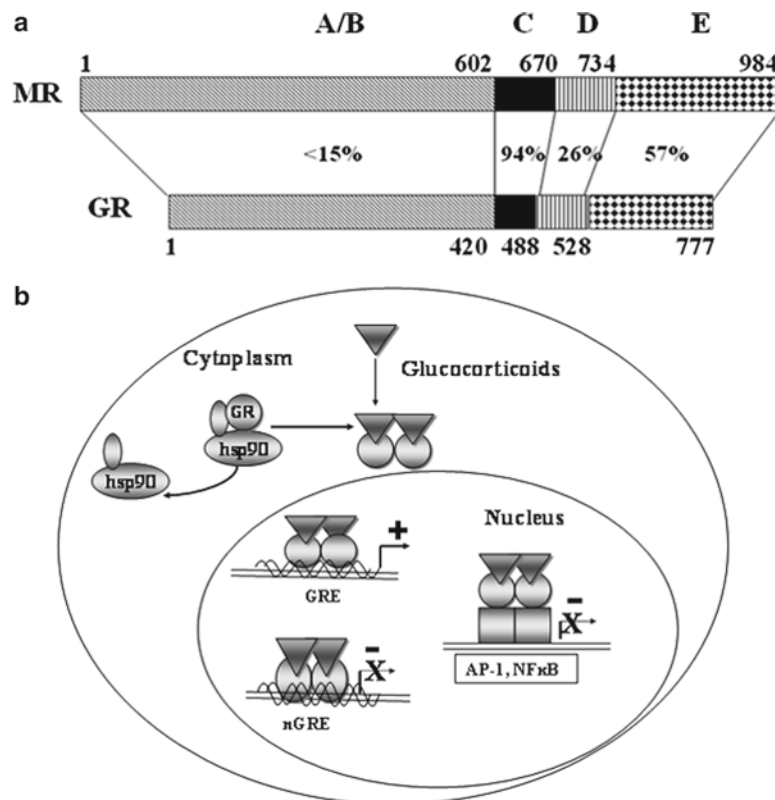 a
A/B C D E
1 602 670 734 984
MR
<15% 94% 26% 57%
GR
1 420 488 528 777
b
Cytoplasm
Glucocorticoids
GR
hsp90
hsp90
Nucleus
+
GRE
-
X
AP-1, NFκB
-
X
nGRE